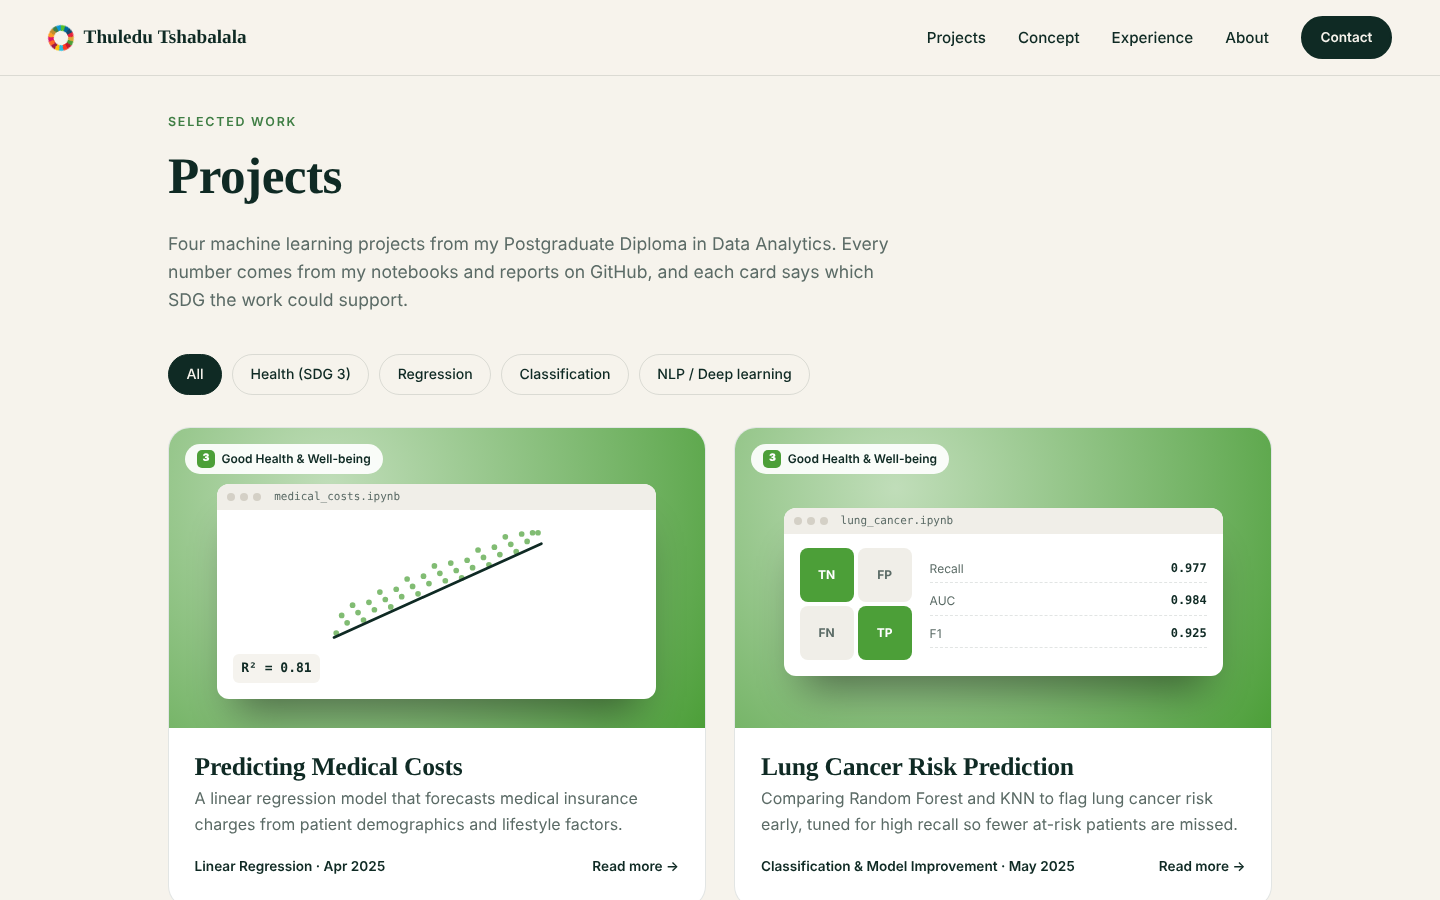 Thuledu Tshabalala
Projects
Concept
Experience
About
Contact
SELECTED WORK
Projects
Four machine learning projects from my Postgraduate Diploma in Data Analytics. Every
number comes from my notebooks and reports on GitHub, and each card says which
SDG the work could support.
All
Health (SDG 3)
Regression
Classification
NLP / Deep learning
3 Good Health & Well-being
medical_costs.ipynb
R² = 0.81
Predicting Medical Costs
A linear regression model that forecasts medical insurance
charges from patient demographics and lifestyle factors.
Linear Regression · Apr 2025
Read more →
3 Good Health & Well-being
lung_cancer.ipynb
TN FP
FN TP
Recall 0.977
AUC 0.984
F1 0.925
Lung Cancer Risk Prediction
Comparing Random Forest and KNN to flag lung cancer risk
early, tuned for high recall so fewer at-risk patients are missed.
Classification & Model Improvement · May 2025
Read more →